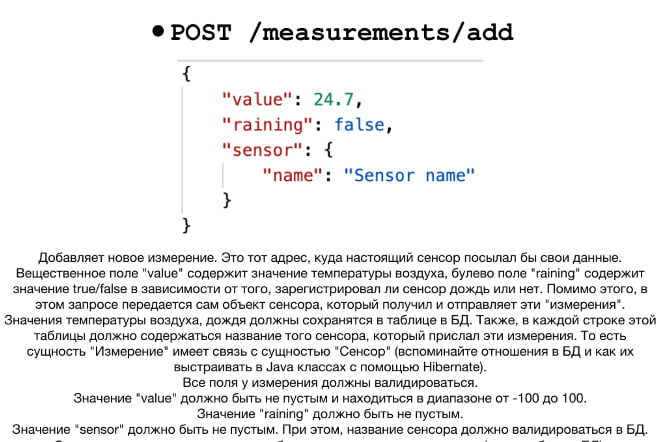 • POST /measurements/add
{
"value": 24.7,
"raining": false,
"sensor": {
"name": "Sensor name"
}
}
Добавляет новое измерение. Это тот адрес, куда настоящий сенсор посылал бы свои данные.
Вещественное поле "value" содержит значение температуры воздуха, булево поле "raining" содержит
значение true/false в зависимости от того, зарегистрировал ли сенсор дождь или нет. Помимо этого, в
этом запросе передается сам объект сенсора, который получил и отправляет эти "измерения".
Значения температуры воздуха, дождя должны сохранятся в таблице в БД. Также, в каждой строке этой
таблицы должно содержаться название того сенсора, который прислал эти измерения. То есть
сущность "Измерение" имеет связь с сущностью "Сенсор" (вспоминайте отношения в БД и как их
выстраивать в Java классах с помощью Hibernate).
Все поля у измерения должны валидироваться.
Значение "value" должно быть не пустым и находиться в диапазоне от -100 до 100.
Значение "raining" должно быть не пустым.
Значение "sensor" должно быть не пустым. При этом, название сенсора должно валидироваться в БД.